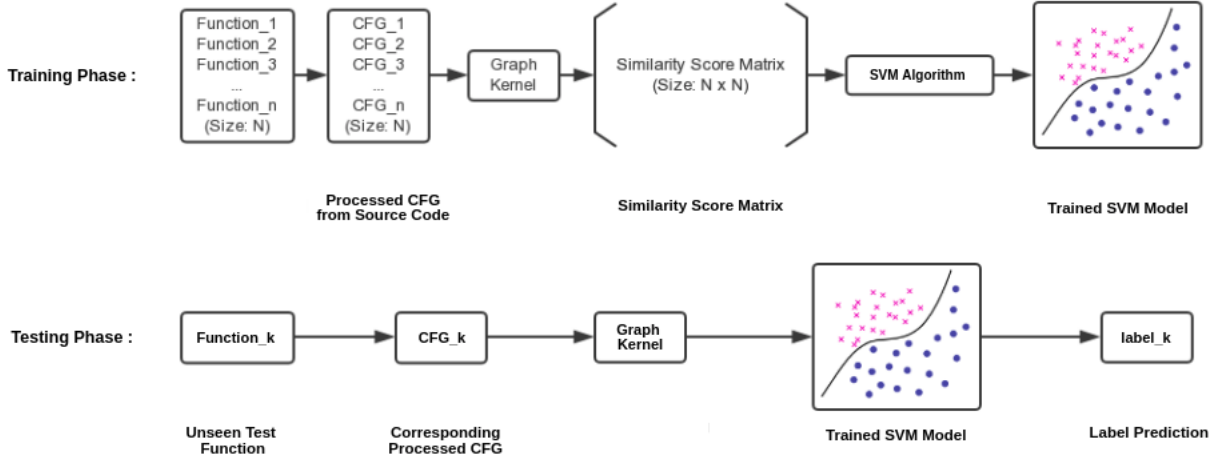 Training Phase :
Function_1
Function_2
Function_3
...
Function_n
(Size: N)
CFG_1
CFG_2
CFG_3
...
CFG_n
(Size: N)
Graph
Kernel
Similarity Score Matrix
(Size: N x N)
SVM Algorithm
Processed CFG
from Source Code
Similarity Score Matrix
Trained SVM Model
Testing Phase :
Function_k
CFG_k
Graph
Kernel
label_k
Unseen Test
Function
Corresponding
Processed CFG
Trained SVM Model
Label Prediction